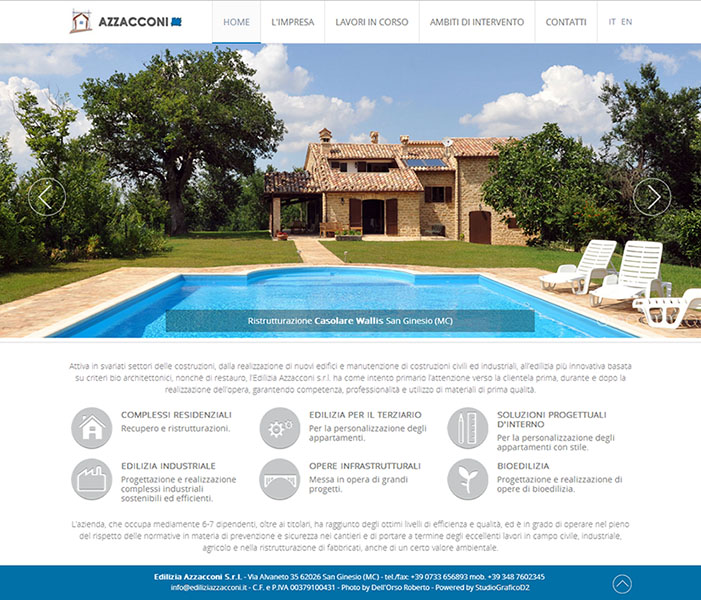 AZZACCONI
HOME
L'IMPRESA
LAVORI IN CORSO
AMBITI DI INTERVENTO
CONTATTI
IT EN
Ristrutturazione Casolare Wallis San Ginesio (MC)
Attiva in svariati settori delle costruzioni, dalla realizzazione di nuovi edifici e manutenzione di costruzioni civili ed industriali, all'edilizia più innovativa basata
su criteri bio architettonici, nonchè di restauro, l'Edilizia Azzacconi s.r.l. ha come intento primario l'attenzione verso la clientela prima, durante e dopo la
realizzazione dell'opera, garantendo competenza, professionalità e utilizzo di materiali di prima qualità.
COMPLESSI RESIDENZIALI
Recupero e ristrutturazioni.
EDILIZIA PER IL TERZIARIO
Per la personalizzazione degli
appartamenti.
SOLUZIONI PROGETTUALI
D'INTERNO
Per la personalizzazione degli
appartamenti con stile.
EDILIZIA INDUSTRIALE
Progettazione e realizzazione
complessi industriali
sostenibili ed efficienti.
OPERE INFRASTRUTTURALI
Messa in opera di grandi
progetti.
BIOEDILIZIA
Progettazione e realizzazione di
opere di bioedilizia.
L'azienda, che occupa mediamente 6-7 dipendenti, oltre ai titolari, ha raggiunto degli ottimi livelli di efficienza e qualità, ed è in grado di operare nel pieno
del rispetto delle normative in materia di prevenzione e sicurezza nei cantieri e di portare a termine degli eccellenti lavori in campo civile, industriale,
agricolo e nella ristrutturazione di fabbricati, anche di un certo valore ambientale.
Edilizia Azzacconi S.r.l. - Via Alvaneto 35 62026 San Ginesio (MC) - tel./fax: +39 0733 656893 mob. +39 348 7602345
info@ediliziazzacconi.it - C.F. e P.IVA 00379100431 - Photo by Dell'Orso Roberto - Powered by StudioGraficoD2